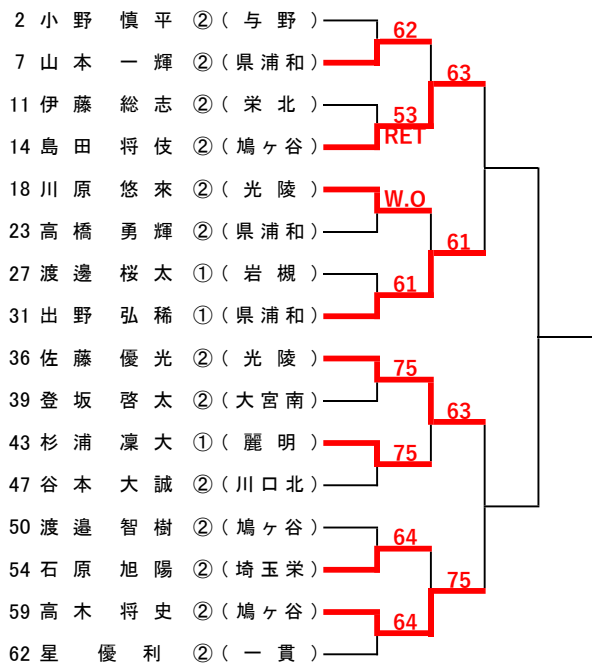 2 小野 慎平 ② (与野)
62
7 山本 一輝 ② (県浦和)
63
11 伊藤 総志 ② (栄北)
53
RET
14 島田 将伎 ② (鳩ヶ谷)
18 川原 悠來 ② (光陵)
W.O
23 高橋 勇輝 ② (県浦和)
61
27 渡邊 桜太 ① (岩槻)
61
31 出野 弘稀 ① (県浦和)
36 佐藤 優光 ② (光陵)
75
39 登坂 啓太 ② (大宮南)
63
43 杉浦 凜大 ① (麗明)
75
47 谷本 大誠 ② (川口北)
50 渡邉 智樹 ② (鳩ヶ谷)
64
54 石原 旭陽 ② (埼玉栄)
75
59 高木 将史 ② (鳩ヶ谷)
64
62 星 優利 ② (一貫)